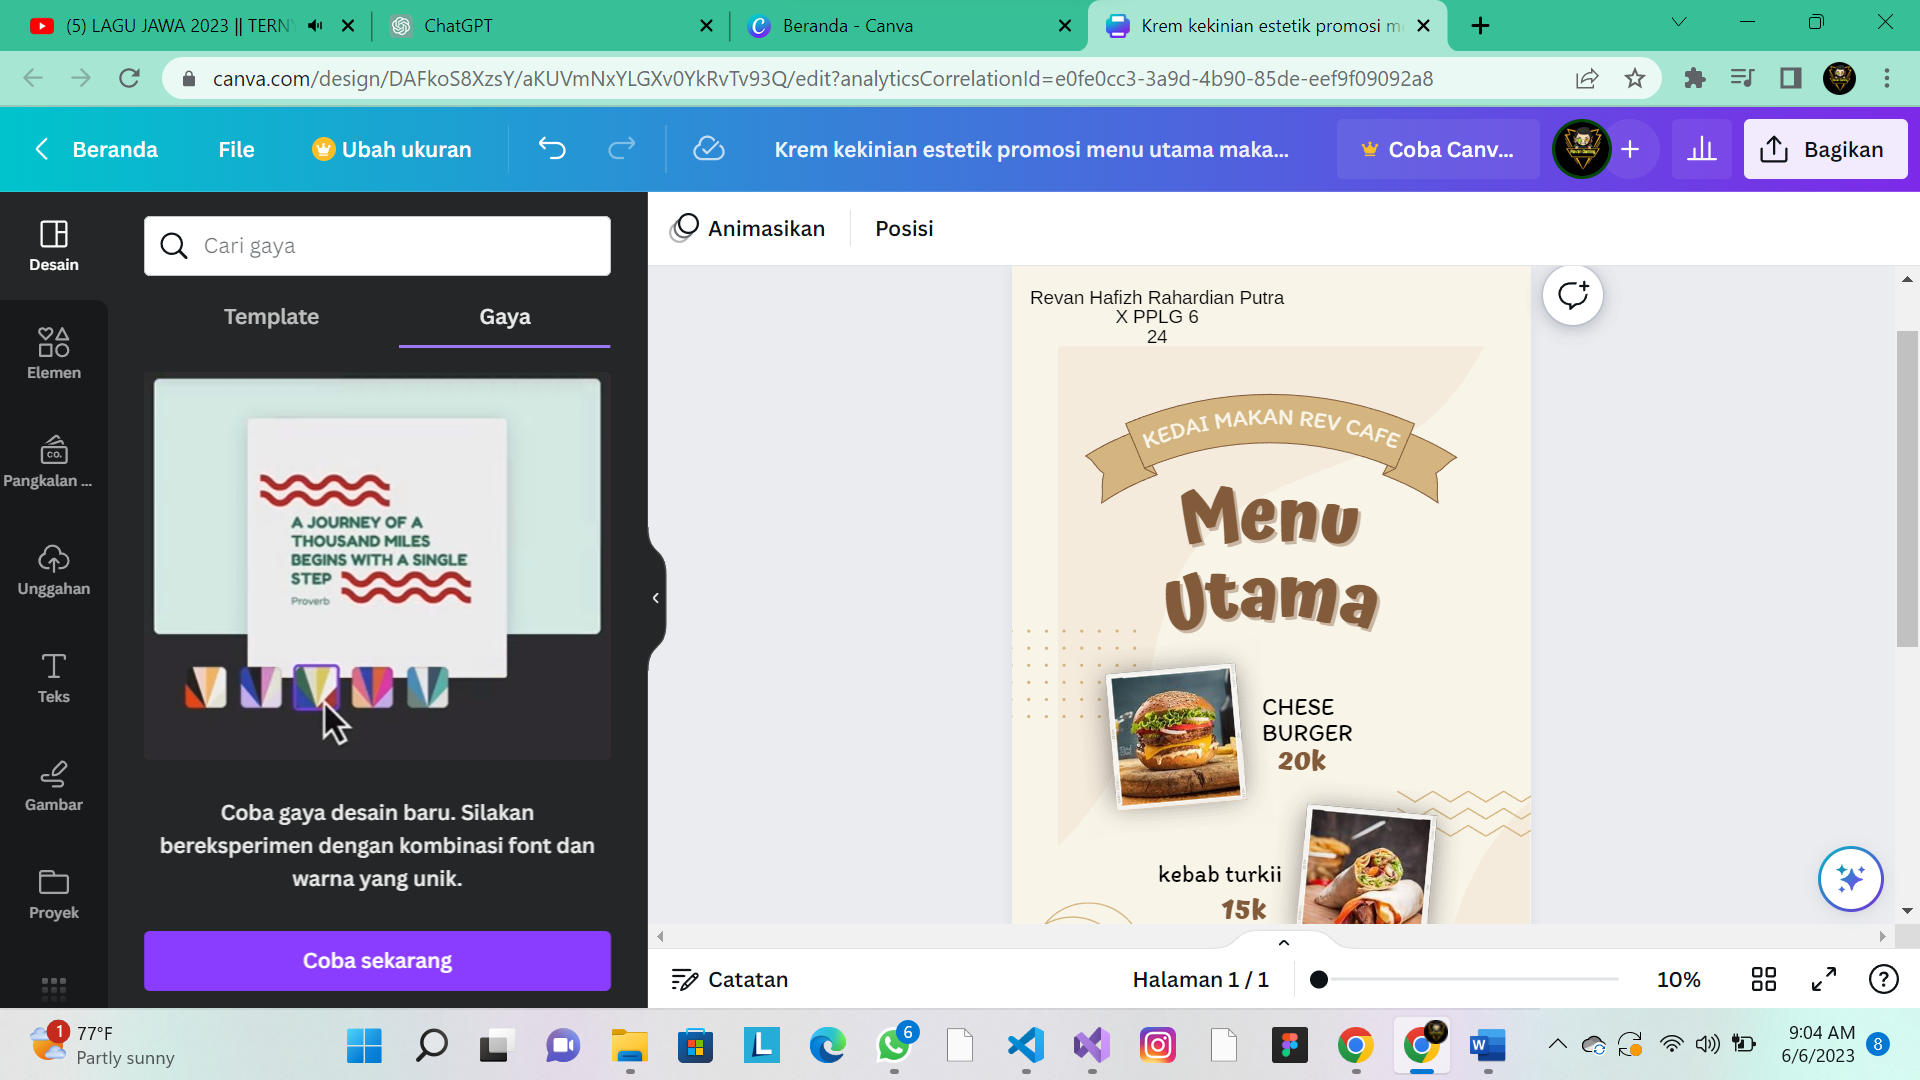 (5) LAGU JAWA 2023 || TERN
ChatGPT
Beranda - Canva
Krem kekinian estetik promosi m
canva.com/design/DAFkoS8XzsY/aKUVmNxYLGXv0YkRvTv93Q/edit?analyticsCorrelationId=e0fe0cc3-3a9d-4b90-85de-eef9f09092a8
Beranda
File
Ubah ukuran
Krem kekinian estetik promosi menu utama maka...
Coba Canv...
Bagikan
Desain
Elemen
CO.
Pangkalan ...
Unggahan
Teks
Gambar
Proyek
Cari gaya
Template
Gaya
A JOURNEY OF A
THOUSAND MILES
BEGINS WITH A SINGLE
STEP
Proverb
Coba gaya desain baru. Silakan
bereksperimen dengan kombinasi font dan
warna yang unik.
Coba sekarang
Animasikan
Posisi
Revan Hafizh Rahardian Putra
X PPLG 6
24
KEDAI MAKAN REV CAFE
Menu
Utama
CHESE
BURGER
20k
kebab turkii
15k
Catatan
Halaman 1 / 1
10%
1
77°F
Partly sunny
6
9:04 AM
6/6/2023
8